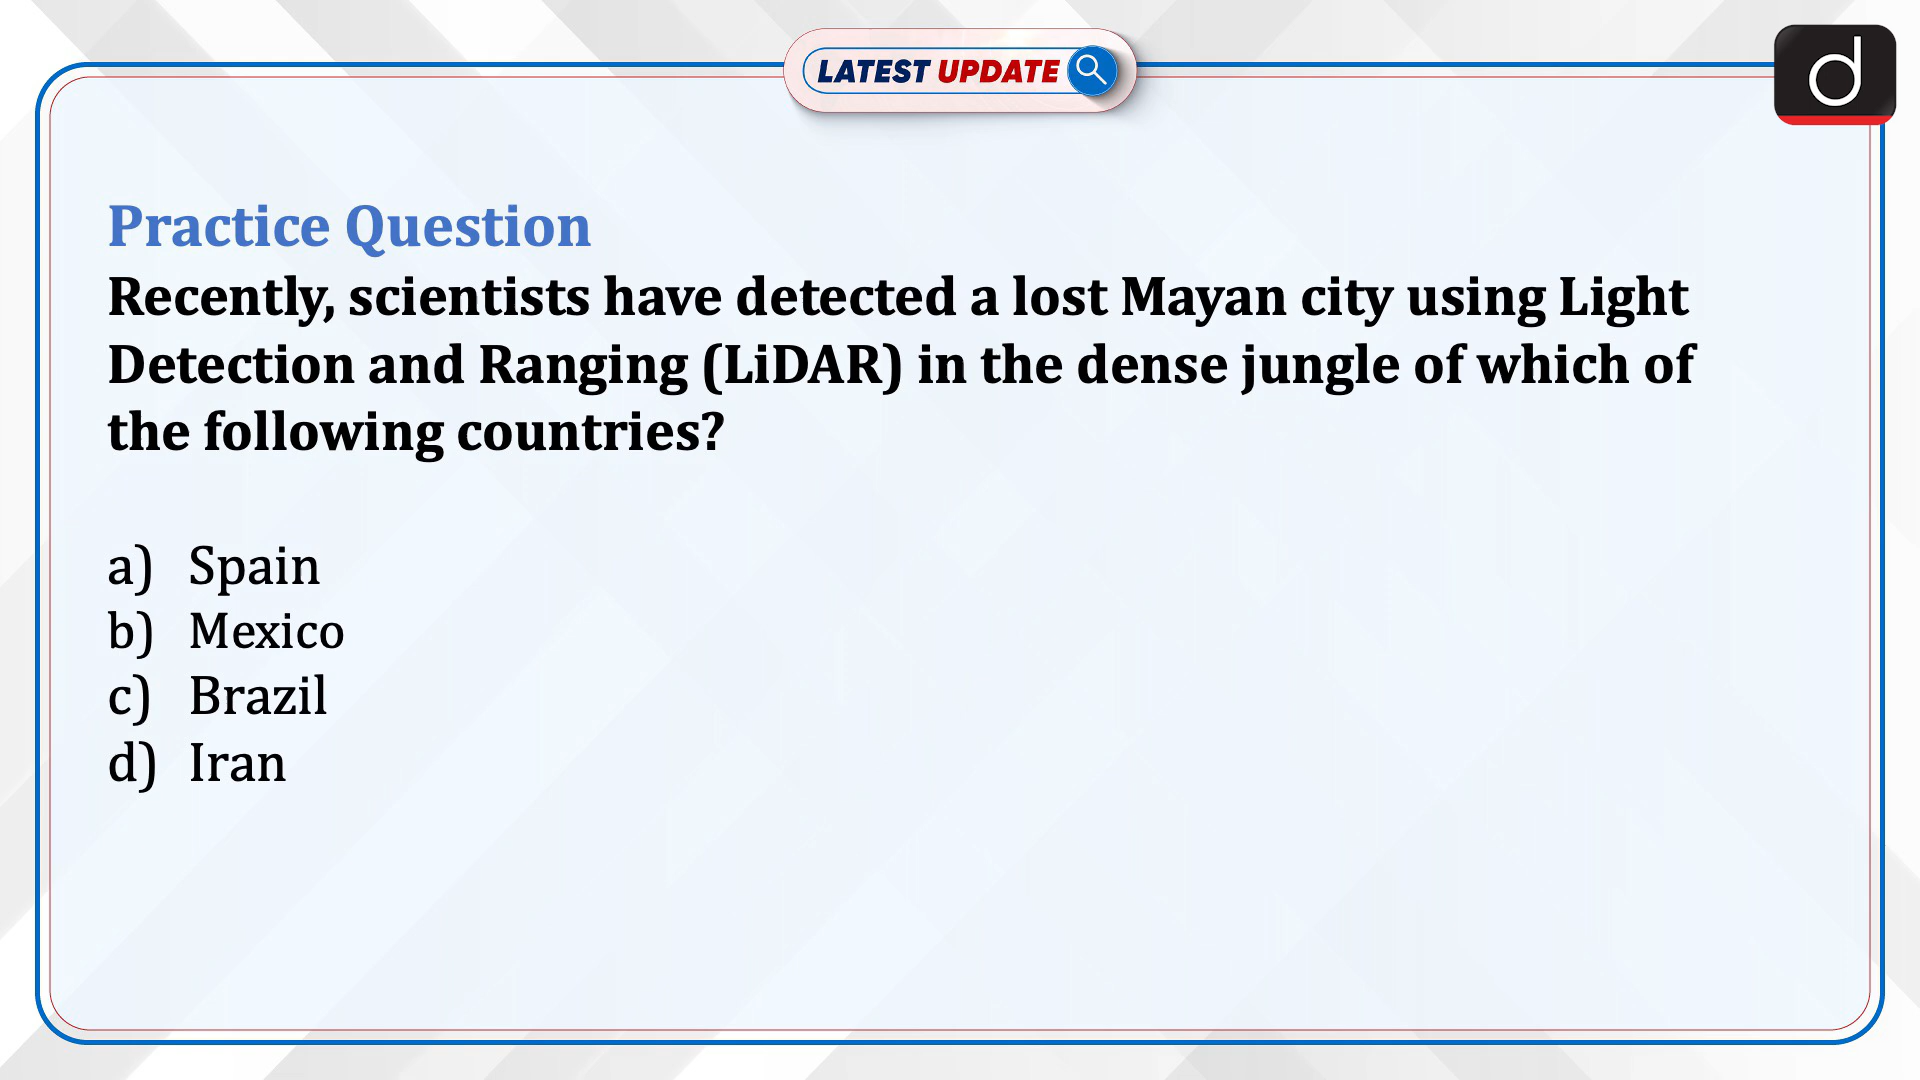 LATEST UPDATE
d
Practice Question
Recently, scientists have detected a lost Mayan city using Light
Detection and Ranging (LiDAR) in the dense jungle of which of
the following countries?
a) Spain
b) Mexico
c) Brazil
d) Iran